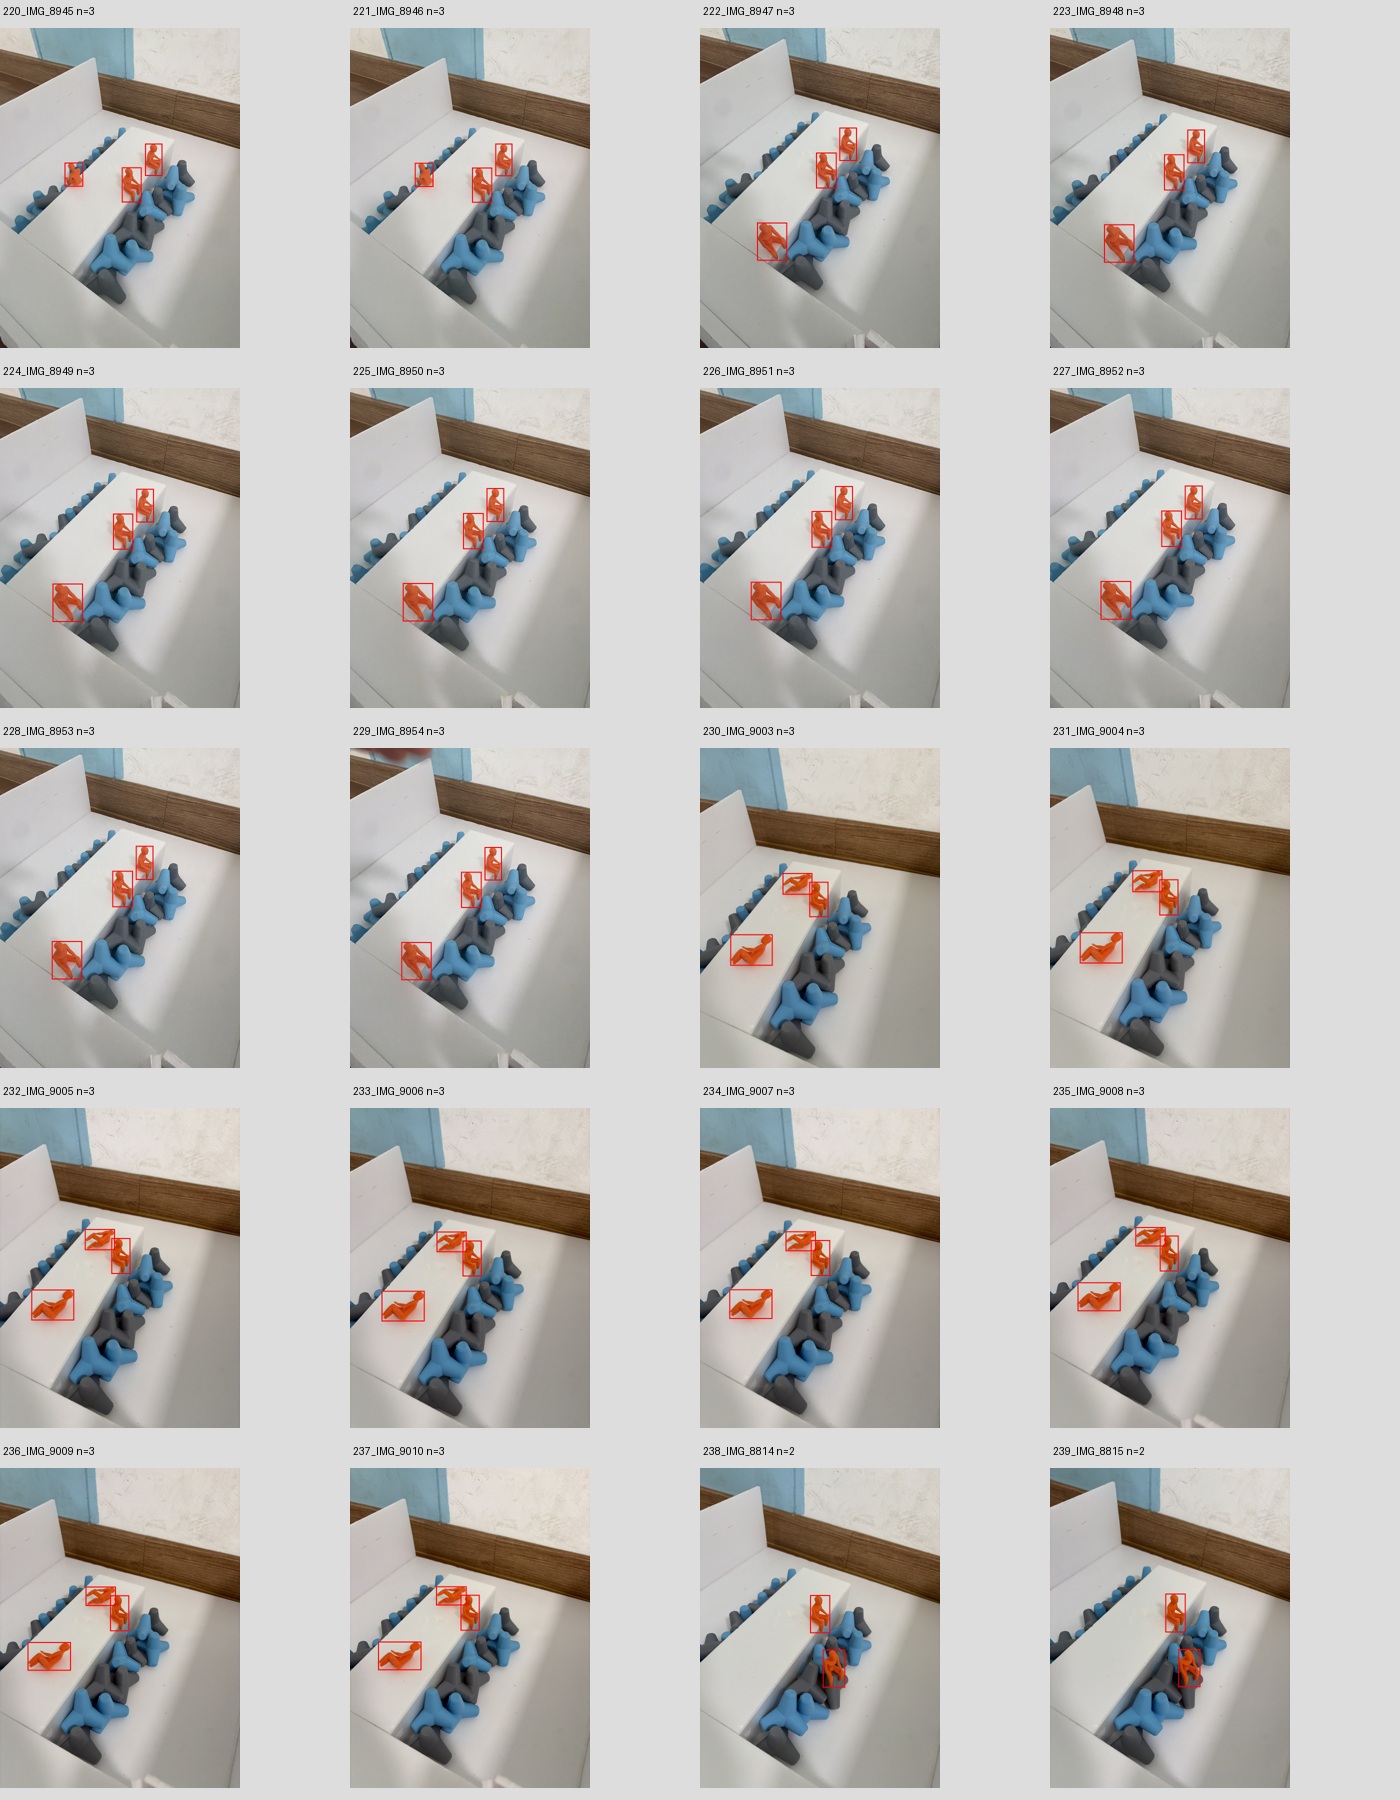 220_IMG_8945 n=3
221_IMG_8946 n=3
222_IMG_8947 n=3
223_IMG_8948 n=3
224_IMG_8949 n=3
225_IMG_8950 n=3
226_IMG_8951 n=3
227_IMG_8952 n=3
228_IMG_8953 n=3
229_IMG_8954 n=3
230_IMG_9003 n=3
231_IMG_9004 n=3
232_IMG_9005 n=3
233_IMG_9006 n=3
234_IMG_9007 n=3
235_IMG_9008 n=3
236_IMG_9009 n=3
237_IMG_9010 n=3
238_IMG_8814 n=2
239_IMG_8815 n=2